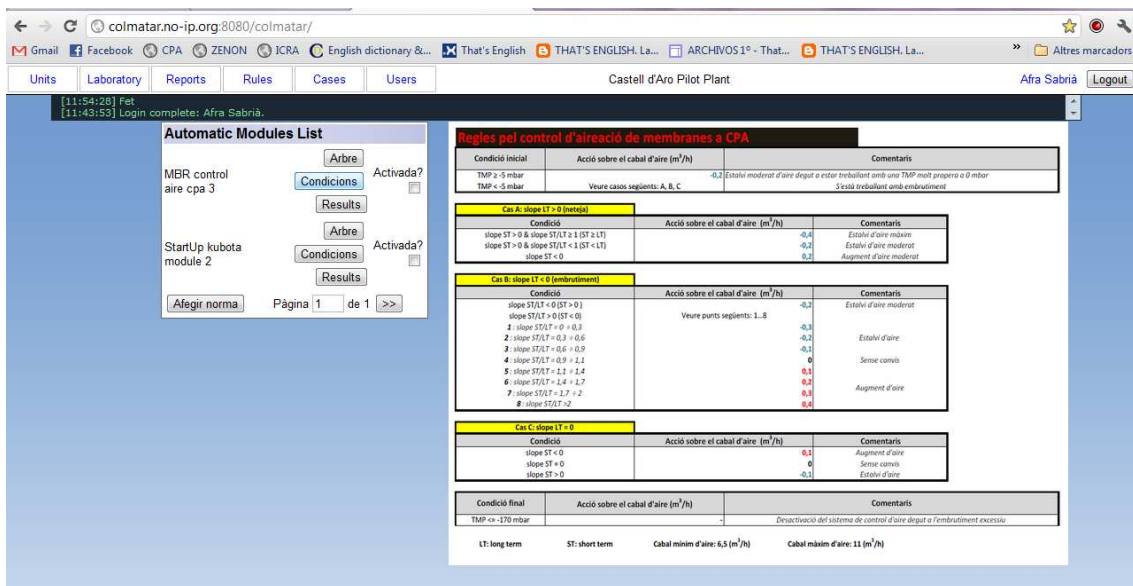 colmatar.no-ip.org:8080/colmatar/
Gmail Facebook CPA ZENON ICRA English dictionary &... That's English THAT'S ENGLISH. La... ARCHIVOS 1º - That... THAT'S ENGLISH. La... » Altres marcadors
Units Laboratory Reports Rules Cases Users Castell d'Aro Pilot Plant Afra Sabrià Logout
[11:54:28] Fet
[11:43:53] Login complete: Afra Sabrià.
Automatic Modules List
MBR control aire cpa 3
Arbre
Condicions
Results
Activada?
StartUp kubota module 2
Arbre
Condicions
Results
Activada?
Afegir norma Pàgina 1 de 1 >>
Regles pel control d'aireació de membranes a CPA
Condició inicial Acció sobre el cabal d'aire (m³/h) Comentaris
TMP ≥ -5 mbar -0,2 Estalvi moderat d'aire degut a estar treballant amb una TMP molt propera a 0 mbar
TMP < -5 mbar Veure casos següents: A, B, C S'està treballant amb embrutiment
Cas A: slope LT > 0 (neteja)
Condició Acció sobre el cabal d'aire (m³/h) Comentaris
slope ST > 0 & slope ST/LT ≥ 1 (ST ≥ LT) -0,4 Estalvi d'aire màxim
slope ST > 0 & slope ST/LT < 1 (ST < LT) -0,2 Estalvi d'aire moderat
slope ST < 0 0,2 Augment d'aire moderat
Cas B: slope LT < 0 (embrutiment)
Condició Acció sobre el cabal d'aire (m³/h) Comentaris
slope ST/LT < 0 (ST > 0 ) -0,2 Estalvi d'aire moderat
slope ST/LT > 0 (ST < 0) Veure punts següents: 1...8
1 : slope ST/LT = 0 ÷ 0,3 -0,3
2 : slope ST/LT = 0,3 ÷ 0,6 -0,2 Estalvi d'aire
3 : slope ST/LT = 0,6 ÷ 0,9 -0,1
4 : slope ST/LT = 0,9 ÷ 1,1 0 Sense canvis
5 : slope ST/LT = 1,1 ÷ 1,4 0,1
6 : slope ST/LT = 1,4 ÷ 1,7 0,2
Augment d'aire
7 : slope ST/LT = 1,7 ÷ 2 0,3
8 : slope ST/LT >2 0,4
Cas C: slope LT = 0
Condició Acció sobre el cabal d'aire (m³/h) Comentaris
slope ST < 0 0,1 Augment d'aire
slope ST = 0 0 Sense canvis
slope ST > 0 -0,1 Estalvi d'aire
Condició final Acció sobre el cabal d'aire (m³/h) Comentaris
TMP <= -170 mbar - Desactivació del sistema de control d'aire degut a l'embrutiment excessiu
LT: long term ST: short term Cabal mínim d'aire: 6,5 (m³/h) Cabal màxim d'aire: 11 (m³/h)